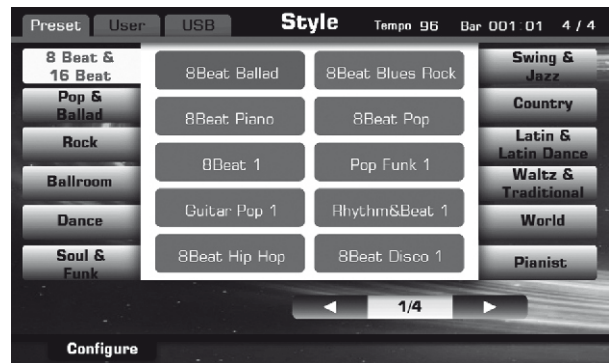 Preset User USB Style Tempo 96 Bar 001:01 4/4
8 Beat &
16 Beat
Pop &
Ballad
Rock
Ballroom
Dance
Soul &
Funk
8Beat Ballad 8Beat Blues Rock
8Beat Piano 8Beat Pop
8Beat 1 Pop Funk 1
Guitar Pop 1 Rhythm&Beat 1
8Beat Hip Hop 8Beat Disco 1
Swing &
Jazz
Country
Latin &
Latin Dance
Waltz &
Traditional
World
Pianist
1/4
Configure